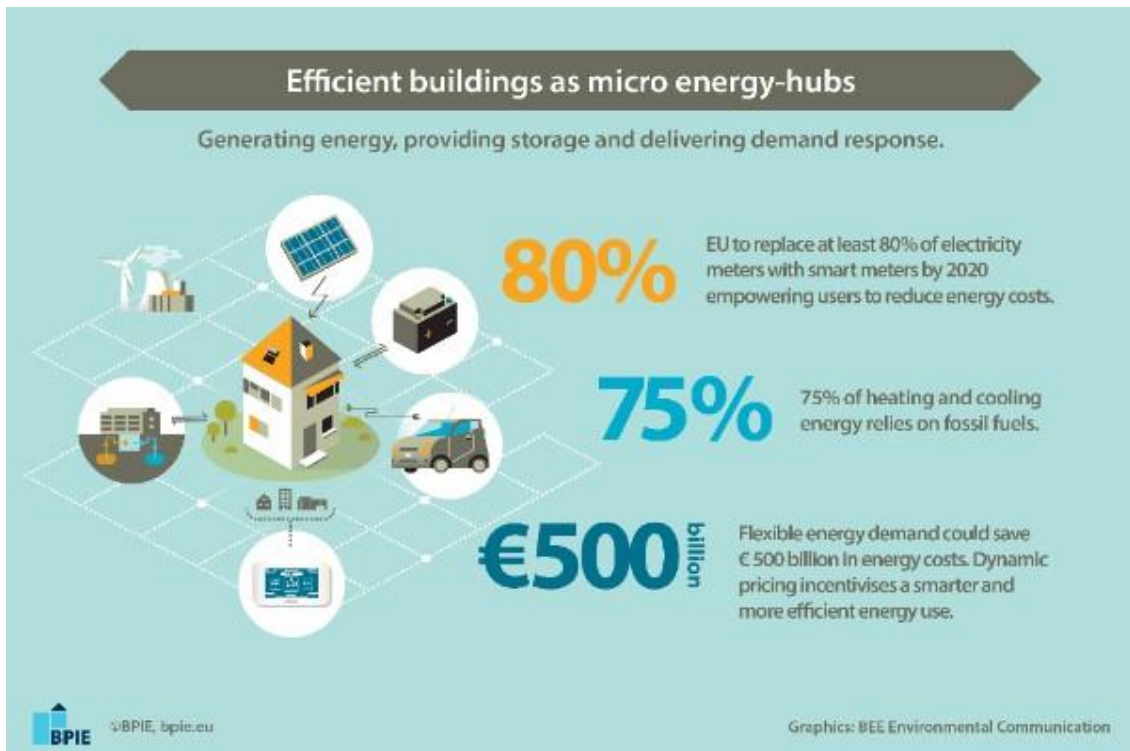 Efficient buildings as micro energy-hubs
Generating energy, providing storage and delivering demand response.
80%
EU to replace at least 80% of electricity
meters with smart meters by 2020
empowering users to reduce energy costs.
75%
75% of heating and cooling
energy relies on fossil fuels.
€500 billion
Flexible energy demand could save
€ 500 billion in energy costs. Dynamic
pricing incentivises a smarter and
more efficient energy use.
BPIE
©BPIE, bpie.eu
Graphics: BEE Environmental Communication